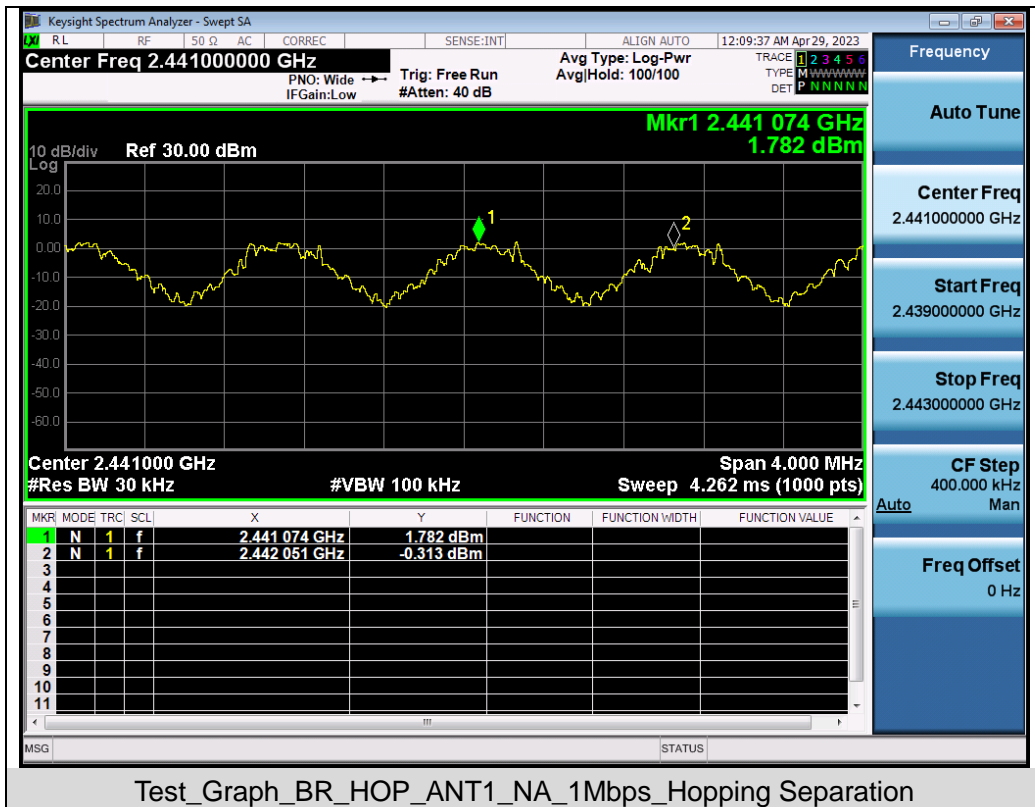 Keysight Spectrum Analyzer - Swept SA
LXI RL RF 50 Ω AC CORREC SENSE:INT ALIGN AUTO 12:09:37 AM Apr 29, 2023
Center Freq 2.441000000 GHz
PNO: Wide
IFGain:Low
Trig: Free Run
#Atten: 40 dB
Avg Type: Log-Pwr
Avg|Hold: 100/100
TRACE 1 2 3 4 5 6
TYPE M WWWWW
DET P N N N N N
Mkr1 2.441 074 GHz
1.782 dBm
10 dB/div Ref 30.00 dBm
Log
20.0
10.0
0.00
-10.0
-20.0
-30.0
-40.0
-50.0
-60.0
1
2
Center 2.441000 GHz Span 4.000 MHz
#Res BW 30 kHz #VBW 100 kHz Sweep 4.262 ms (1000 pts)
MKR MODE TRC SCL X Y FUNCTION FUNCTION WIDTH FUNCTION VALUE
1 N 1 f 2.441 074 GHz 1.782 dBm
2 N 1 f 2.442 051 GHz -0.313 dBm
3
4
5
6
7
8
9
10
11
MSG STATUS
Frequency
Auto Tune
Center Freq
2.441000000 GHz
Start Freq
2.439000000 GHz
Stop Freq
2.443000000 GHz
CF Step
400.000 kHz
Auto Man
Freq Offset
0 Hz
Test_Graph_BR_HOP_ANT1_NA_1Mbps_Hopping Separation